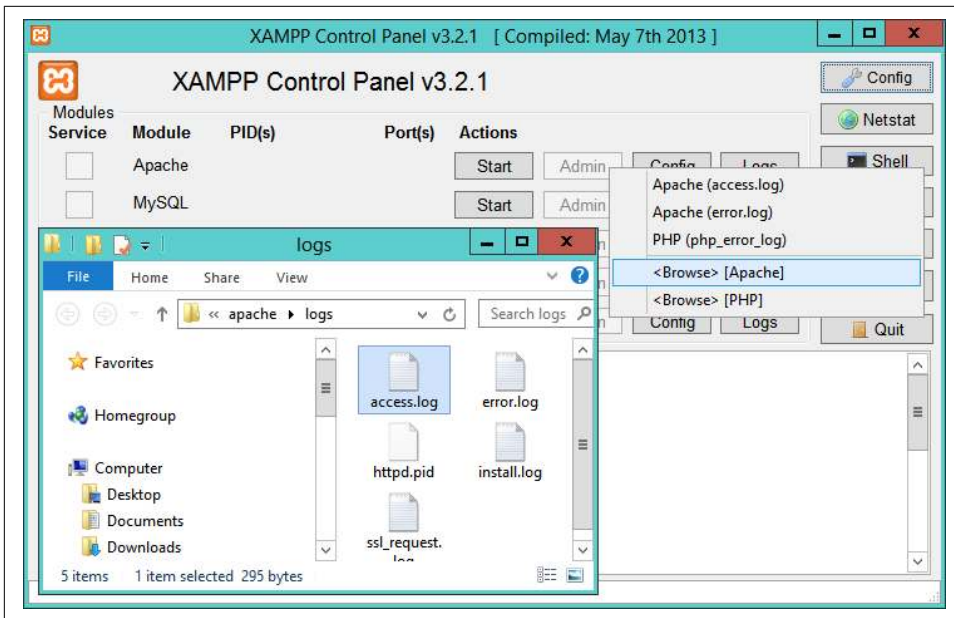 XAMPP Control Panel v3.2.1 [ Compiled: May 7th 2013 ]
XAMPP Control Panel v3.2.1
Config
Netstat
Shell
Quit
Modules
Service Module PID(s) Port(s) Actions
Apache Start Admin Config Logs
MySQL Start Admin
Apache (access.log)
Apache (error.log)
PHP (php_error_log)
<Browse> [Apache]
<Browse> [PHP]
Config Logs
logs
File Home Share View
« apache logs Search logs
Favorites
Homegroup
Computer
Desktop
Documents
Downloads
access.log error.log
httpd.pid install.log
ssl_request.
log
5 items 1 item selected 295 bytes